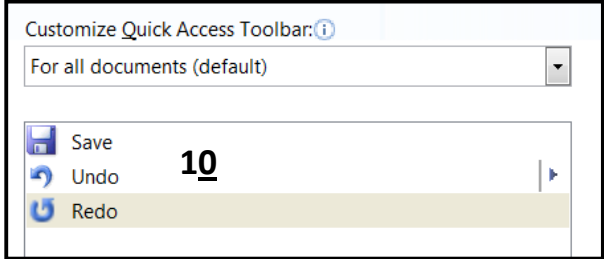 Customize Quick Access Toolbar:
For all documents (default)
Save
10
Undo
Redo